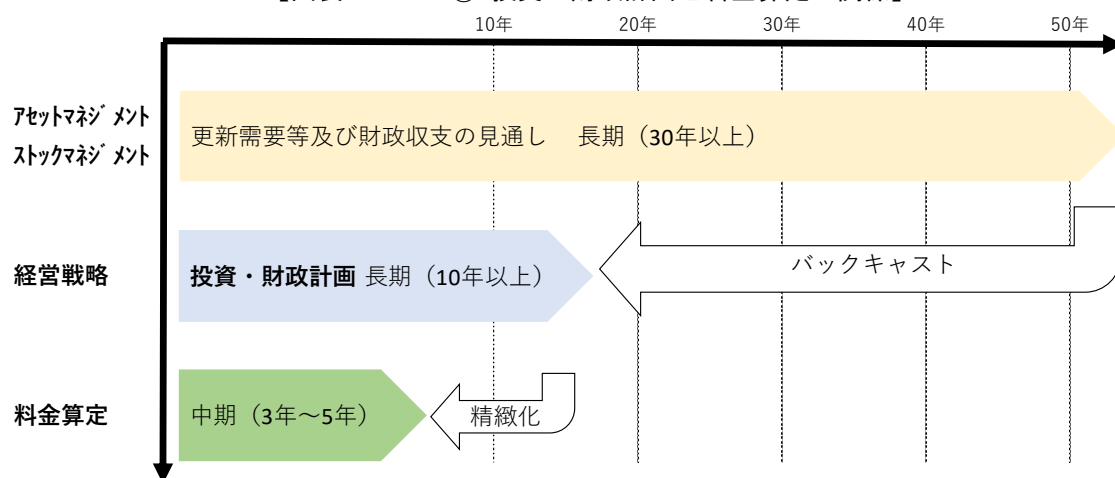 10年 20年 30年 40年 50年
ｱｾｯﾄﾏﾈｼﾞﾒﾝﾄ
ｽﾄｯｸﾏﾈｼﾞﾒﾝﾄ
更新需要等及び財政収支の見通し 長期（30年以上）
経営戦略
投資・財政計画 長期（10年以上）
バックキャスト
料金算定
中期（3年～5年）
精緻化